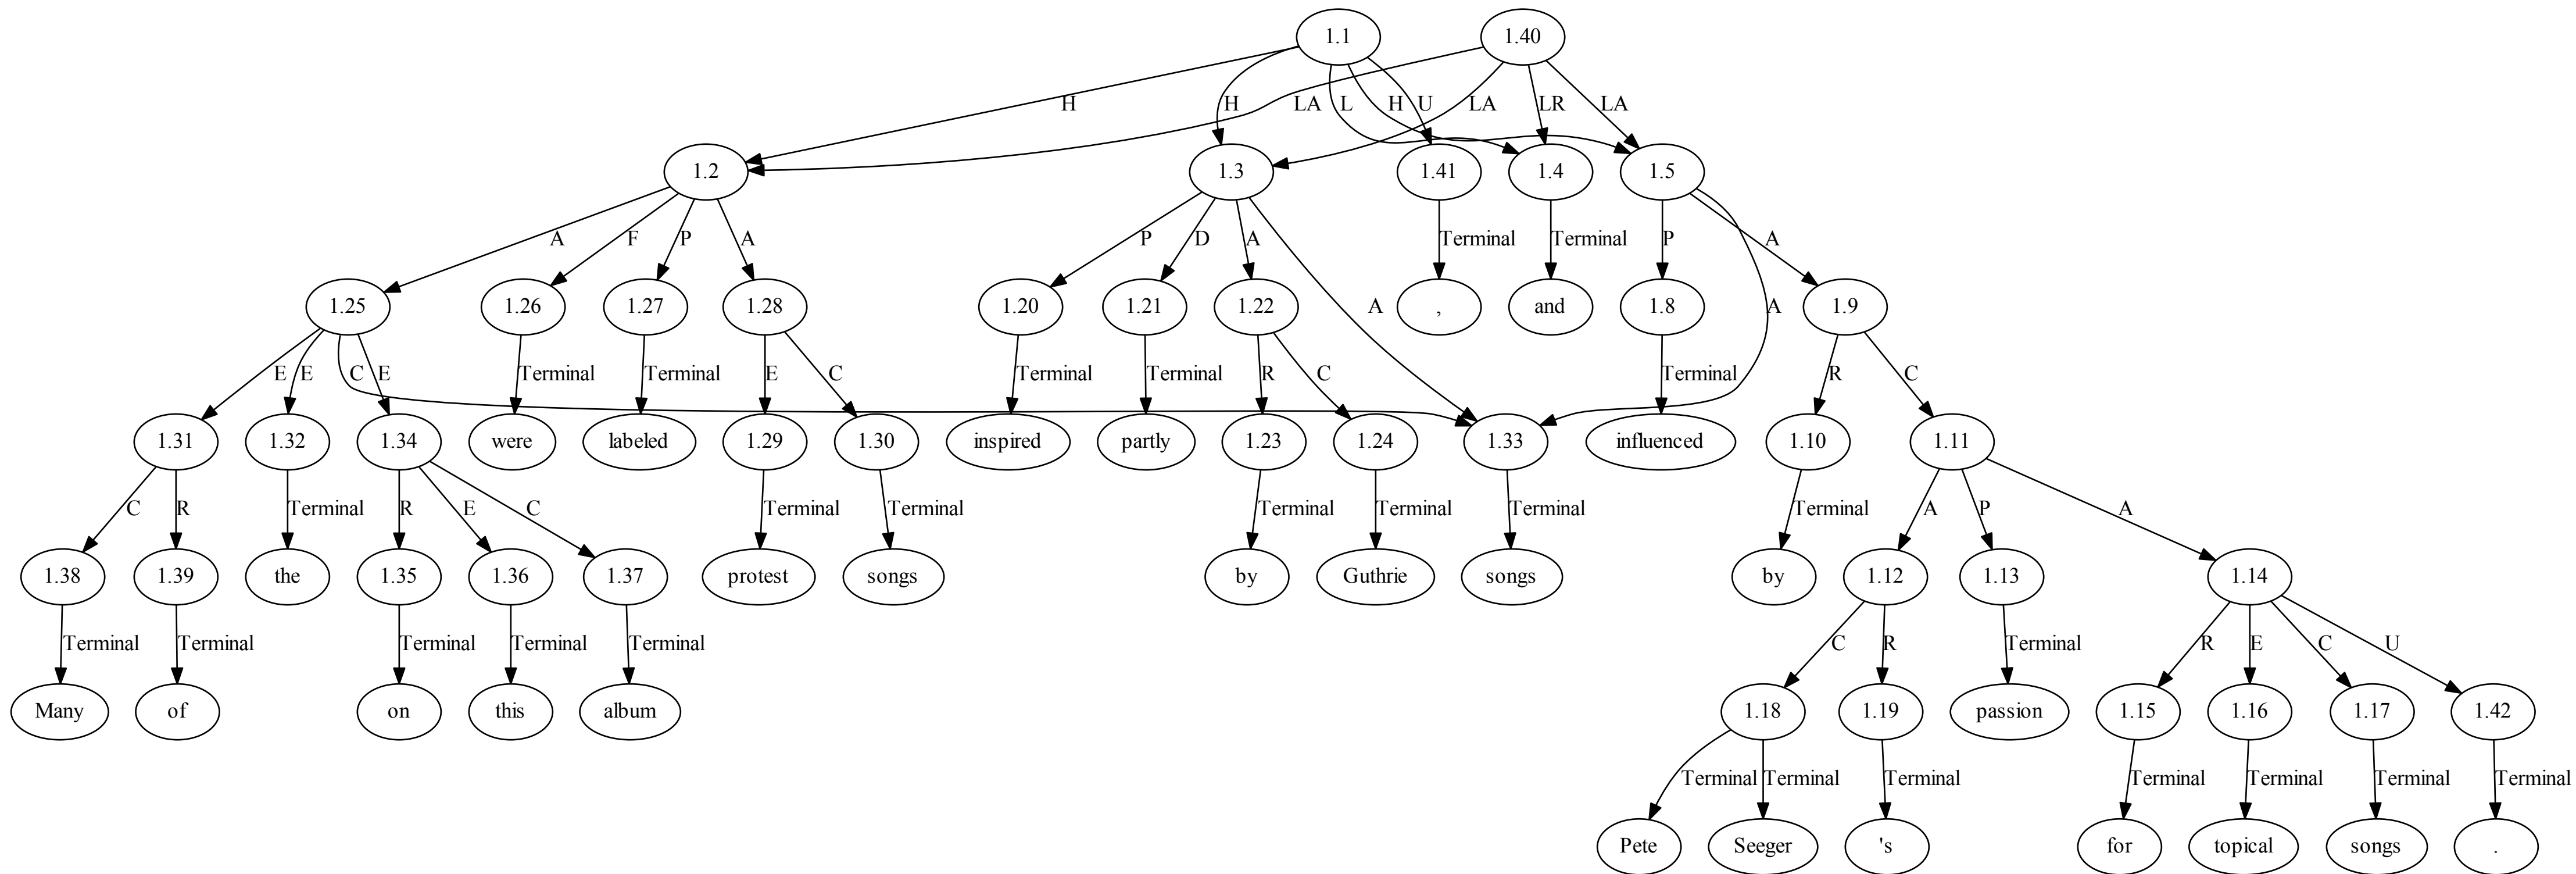 1.1 1.40
H H L H U LA LA LR LA
1.2 1.3 1.41 1.4 1.5
A F P A P D A A Terminal Terminal P A A
1.25 1.26 1.27 1.28 1.20 1.21 1.22 , and 1.8 1.9
E E C E Terminal Terminal E C Terminal Terminal R C Terminal R C
1.31 1.32 1.34 were labeled 1.29 1.30 inspired partly 1.23 1.24 1.33 influenced 1.10 1.11
C R Terminal R E C Terminal Terminal Terminal Terminal Terminal Terminal A P A
1.38 1.39 the 1.35 1.36 1.37 protest songs by Guthrie songs by 1.12 1.13 1.14
Terminal Terminal Terminal Terminal Terminal C R Terminal R E C U
Many of on this album 1.18 1.19 passion 1.15 1.16 1.17 1.42
Terminal Terminal Terminal Terminal Terminal Terminal Terminal
Pete Seeger 's for topical songs .